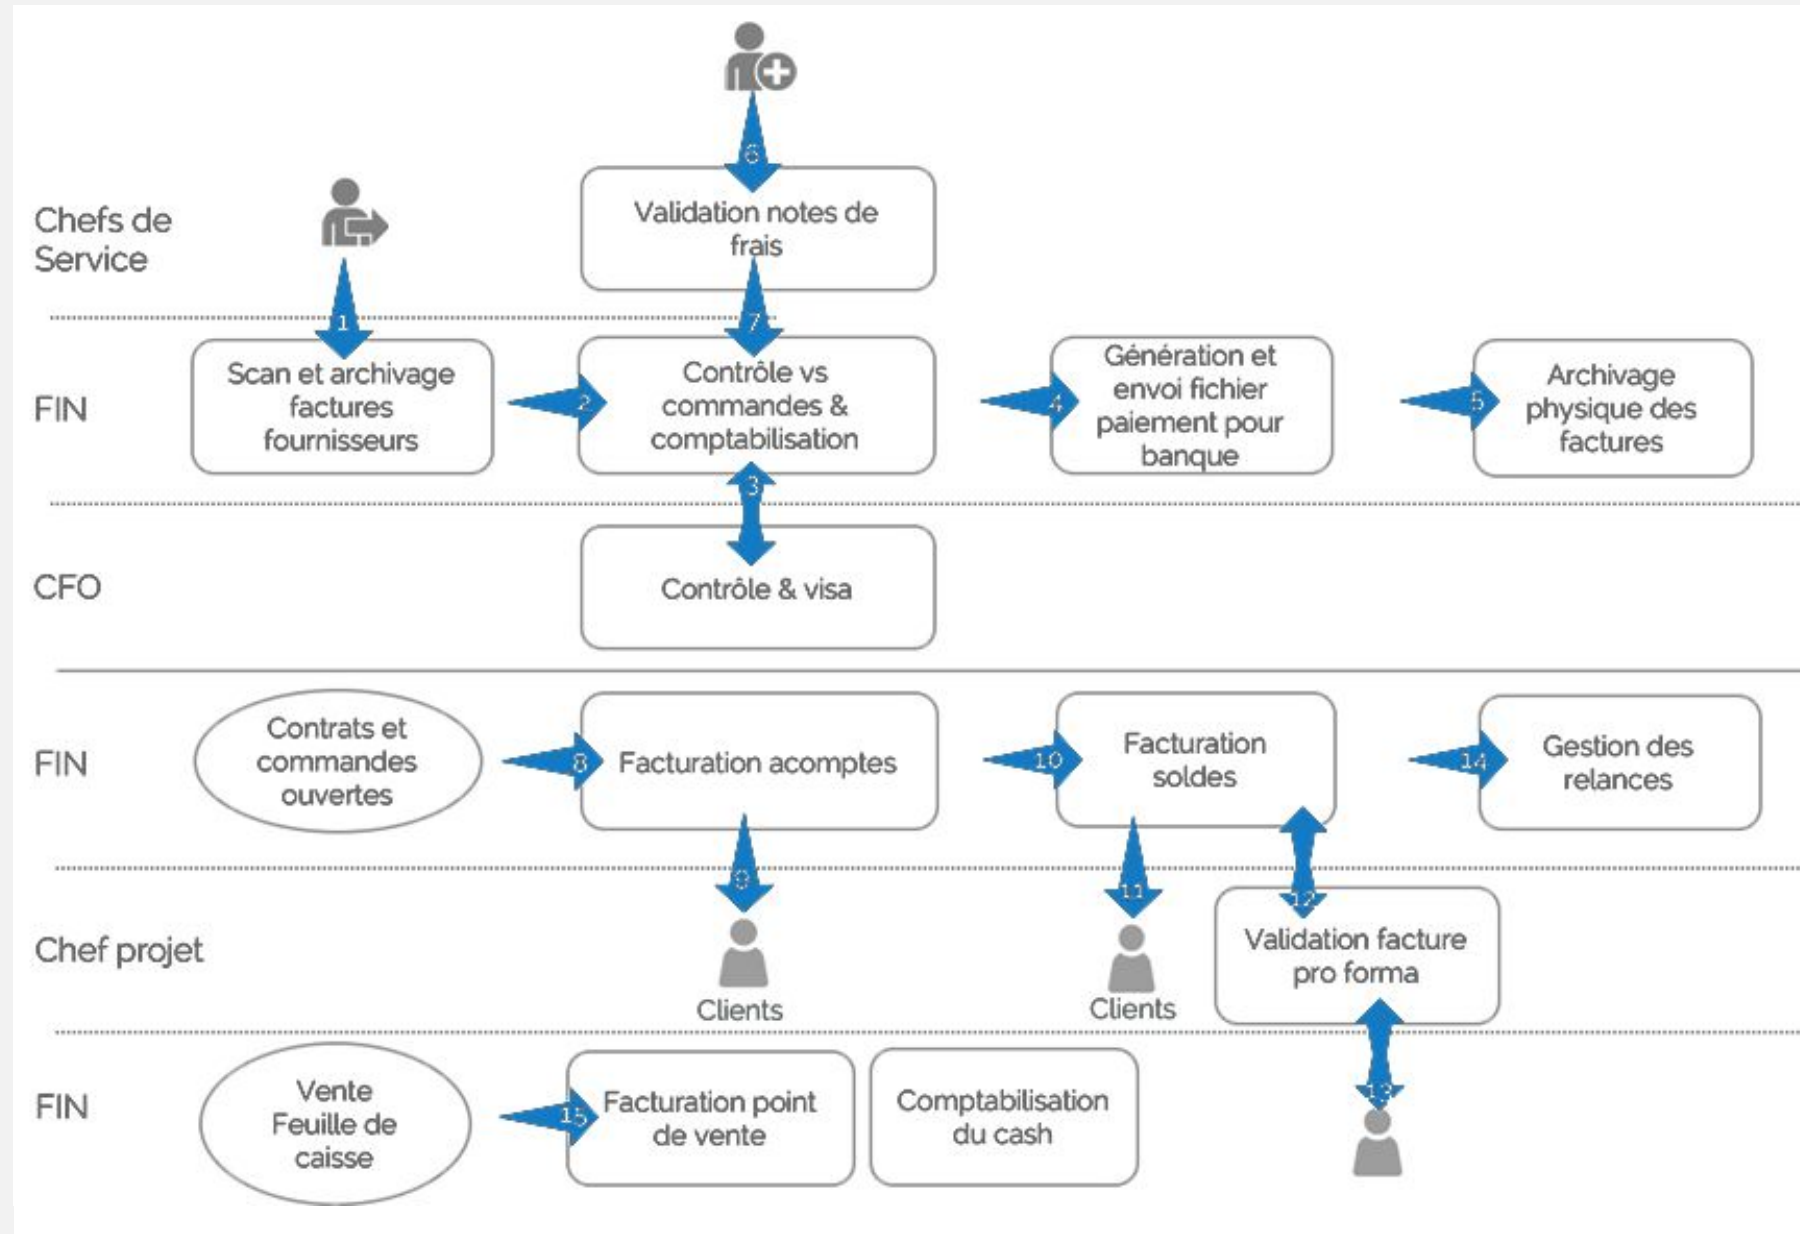 6
Chefs de
Service
Validation notes de
frais
1
7
FIN
Scan et archivage
factures
fournisseurs
2
Contrôle vs
commandes &
comptabilisation
4
Génération et
envoi fichier
paiement pour
banque
5
Archivage
physique des
factures
3
CFO
Contrôle & visa
FIN
Contrats et
commandes
ouvertes
8
Facturation acomptes
10
Facturation
soldes
14
Gestion des
relances
9
11
12
Chef projet
Clients
Clients
Validation facture
pro forma
13
FIN
Vente
Feuille de
caisse
15
Facturation point
de vente
Comptabilisation
du cash